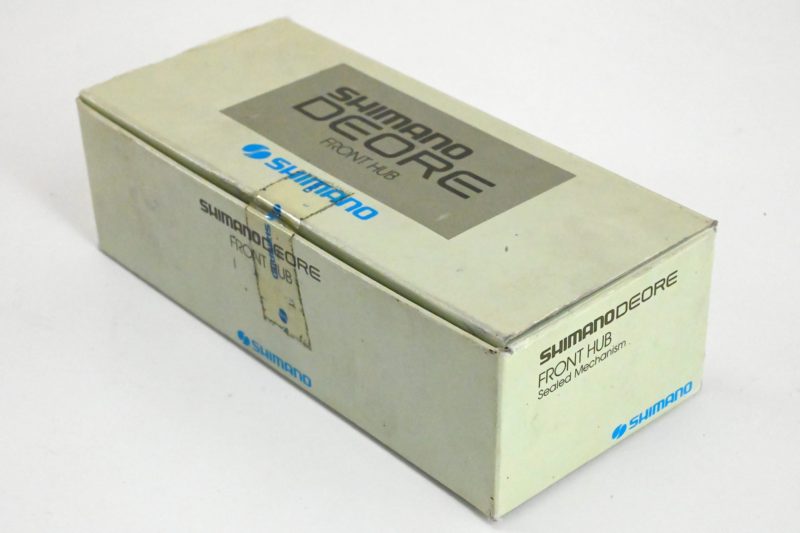 SHIMANO
DEORE
FRONT HUB
SHIMANO
SHIMANO DEORE
FRONT HUB
SHIMANO
SHIMANO DEORE
FRONT HUB
Sealed Mechanism
SHIMANO